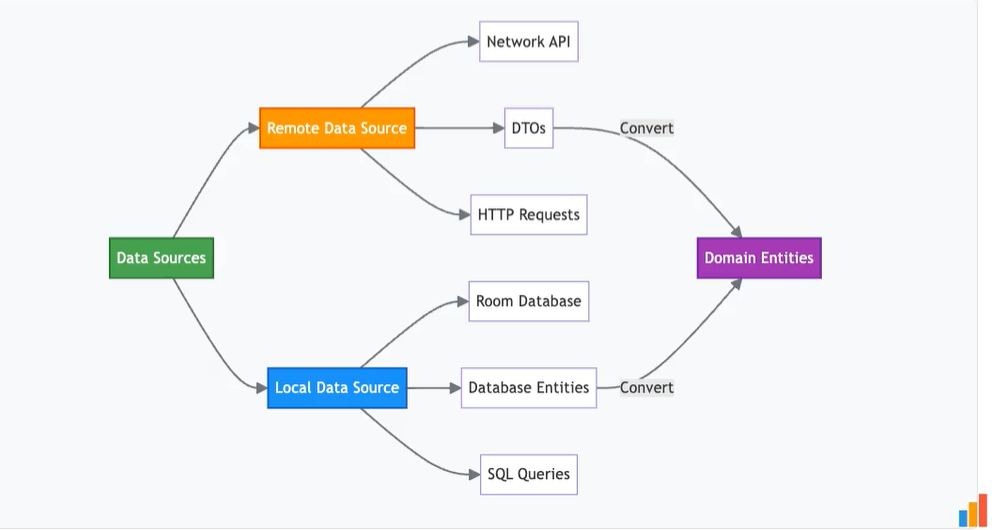 Network API
Remote Data Source
DTOs
Convert
HTTP Requests
Data Sources
Domain Entities
Room Database
Local Data Source
Database Entities
Convert
SQL Queries